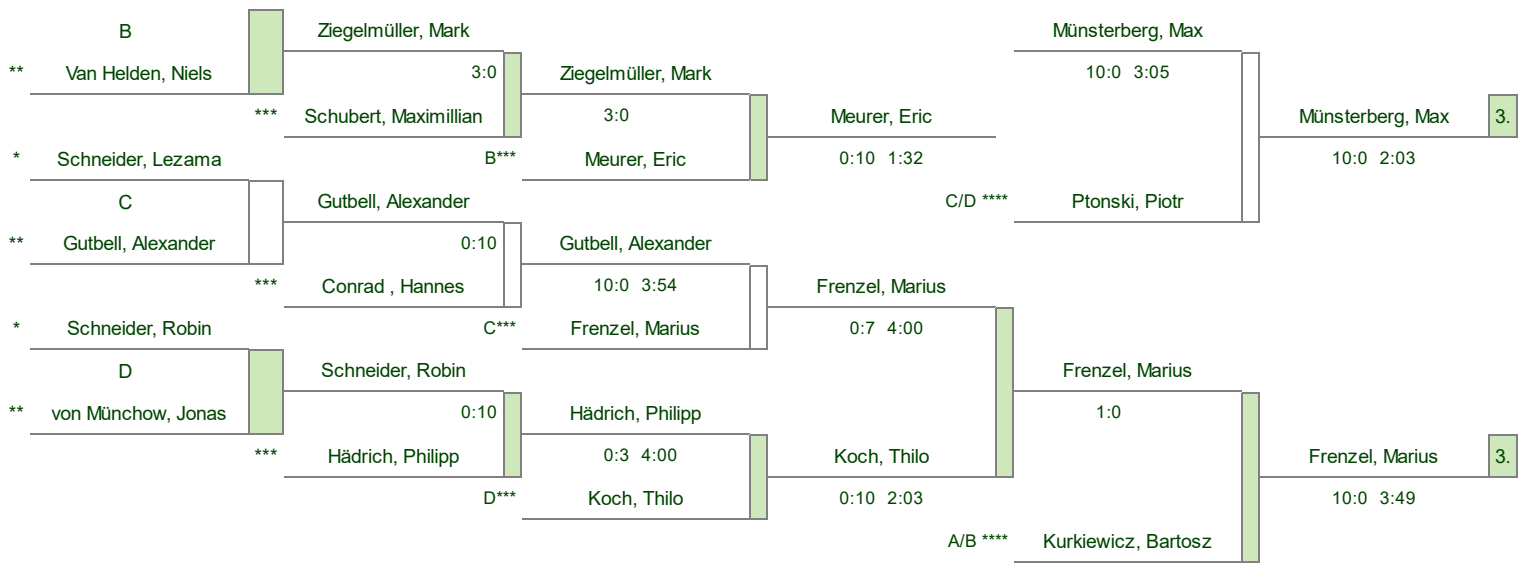 B Ziegelmüller, Mark Münsterberg, Max
** Van Helden, Niels 3:0 Ziegelmüller, Mark 10:0 3:05
*** Schubert, Maximillian 3:0 Meurer, Eric Münsterberg, Max 3.
* Schneider, Lezama B*** Meurer, Eric 0:10 1:32 10:0 2:03
C Gutbell, Alexander C/D **** Ptonski, Piotr
** Gutbell, Alexander 0:10 Gutbell, Alexander
*** Conrad , Hannes 10:0 3:54 Frenzel, Marius
* Schneider, Robin C*** Frenzel, Marius 0:7 4:00
D Schneider, Robin Frenzel, Marius
** von Münchow, Jonas 0:10 Hädrich, Philipp 1:0
*** Hädrich, Philipp 0:3 4:00 Koch, Thilo Frenzel, Marius 3.
D*** Koch, Thilo 0:10 2:03 10:0 3:49
A/B **** Kurkiewicz, Bartosz